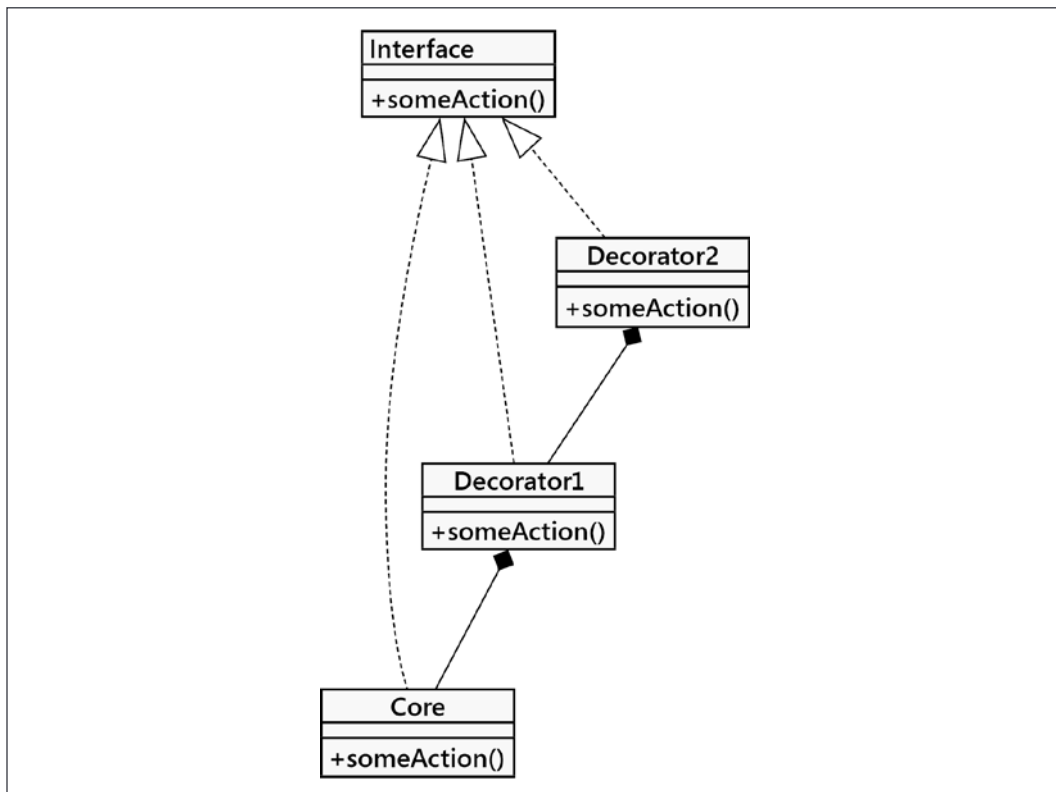 Interface
+someAction()
Decorator2
+someAction()
Decorator1
+someAction()
Core
+someAction()